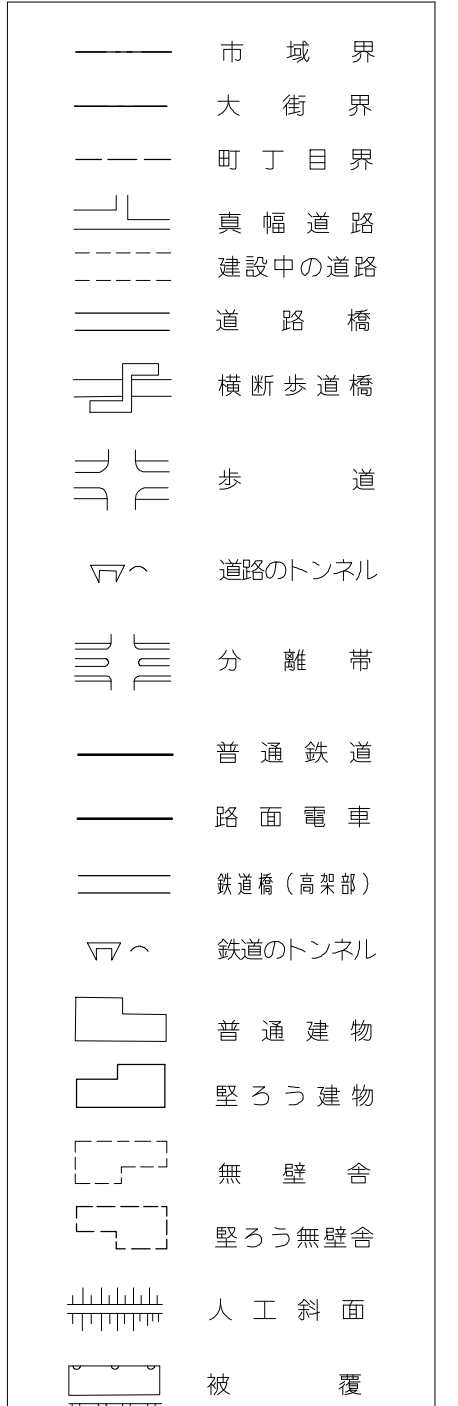 市域界
大街界
町丁目界
真幅道路
建設中の道路
道路橋
横断歩道橋
歩道
道路のトンネル
分離帯
普通鉄道
路面電車
鉄道橋（高架部）
鉄道のトンネル
普通建物
堅ろう建物
無壁舎
堅ろう無壁舎
人工斜面
被覆